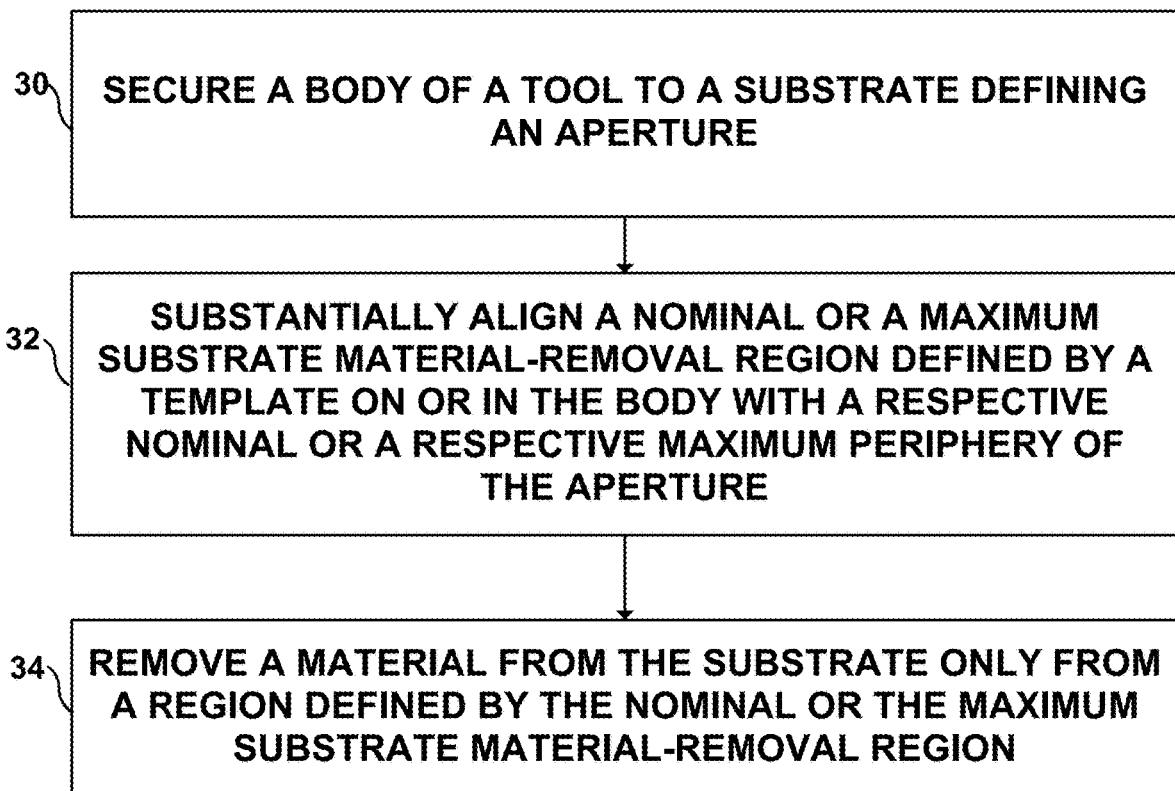 30
SECURE A BODY OF A TOOL TO A SUBSTRATE DEFINING
AN APERTURE
32
SUBSTANTIALLY ALIGN A NOMINAL OR A MAXIMUM
SUBSTRATE MATERIAL-REMOVAL REGION DEFINED BY A
TEMPLATE ON OR IN THE BODY WITH A RESPECTIVE
NOMINAL OR A RESPECTIVE MAXIMUM PERIPHERY OF
THE APERTURE
34
REMOVE A MATERIAL FROM THE SUBSTRATE ONLY FROM
A REGION DEFINED BY THE NOMINAL OR THE MAXIMUM
SUBSTRATE MATERIAL-REMOVAL REGION